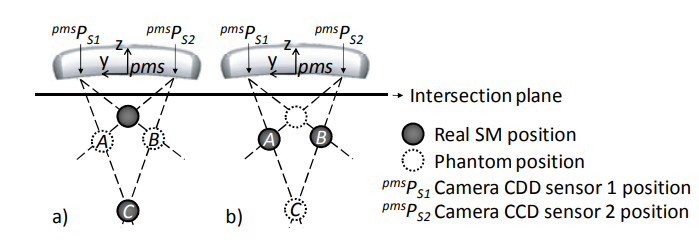 pmsPS1 z pmsPS2 pmsPS1 z pmsPS2
y pms y pms
Intersection plane
A B A B Real SM position
Phantom position
C C pmsPS1 Camera CDD sensor 1 position
a) b) pmsPS2 Camera CCD sensor 2 position